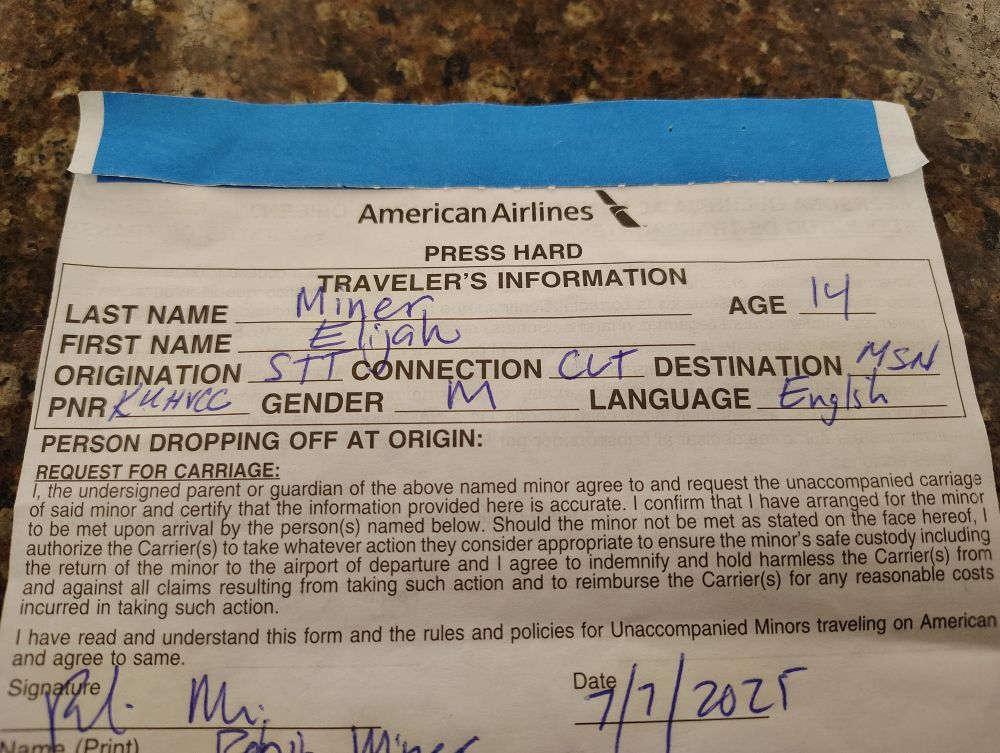 American Airlines
PRESS HARD
TRAVELER'S INFORMATION
LAST NAME Miner AGE 14
FIRST NAME Elijah
ORIGINATION STT CONNECTION CLT DESTINATION MSN
PNR KUHVCC GENDER M LANGUAGE English
PERSON DROPPING OFF AT ORIGIN:
REQUEST FOR CARRIAGE:
I, the undersigned parent or guardian of the above named minor agree to and request the unaccompanied carriage
of said minor and certify that the information provided here is accurate. I confirm that I have arranged for the minor
to be met upon arrival by the person(s) named below. Should the minor not be met as stated on the face hereof, I
authorize the Carrier(s) to take whatever action they consider appropriate to ensure the minor's safe custody including
the return of the minor to the airport of departure and I agree to indemnify and hold harmless the Carrier(s) from
and against all claims resulting from taking such action and to reimburse the Carrier(s) for any reasonable costs
incurred in taking such action.
I have read and understand this form and the rules and policies for Unaccompanied Minors traveling on American
and agree to same.
Signature Date 7/7/2025
Name (Print) Miner